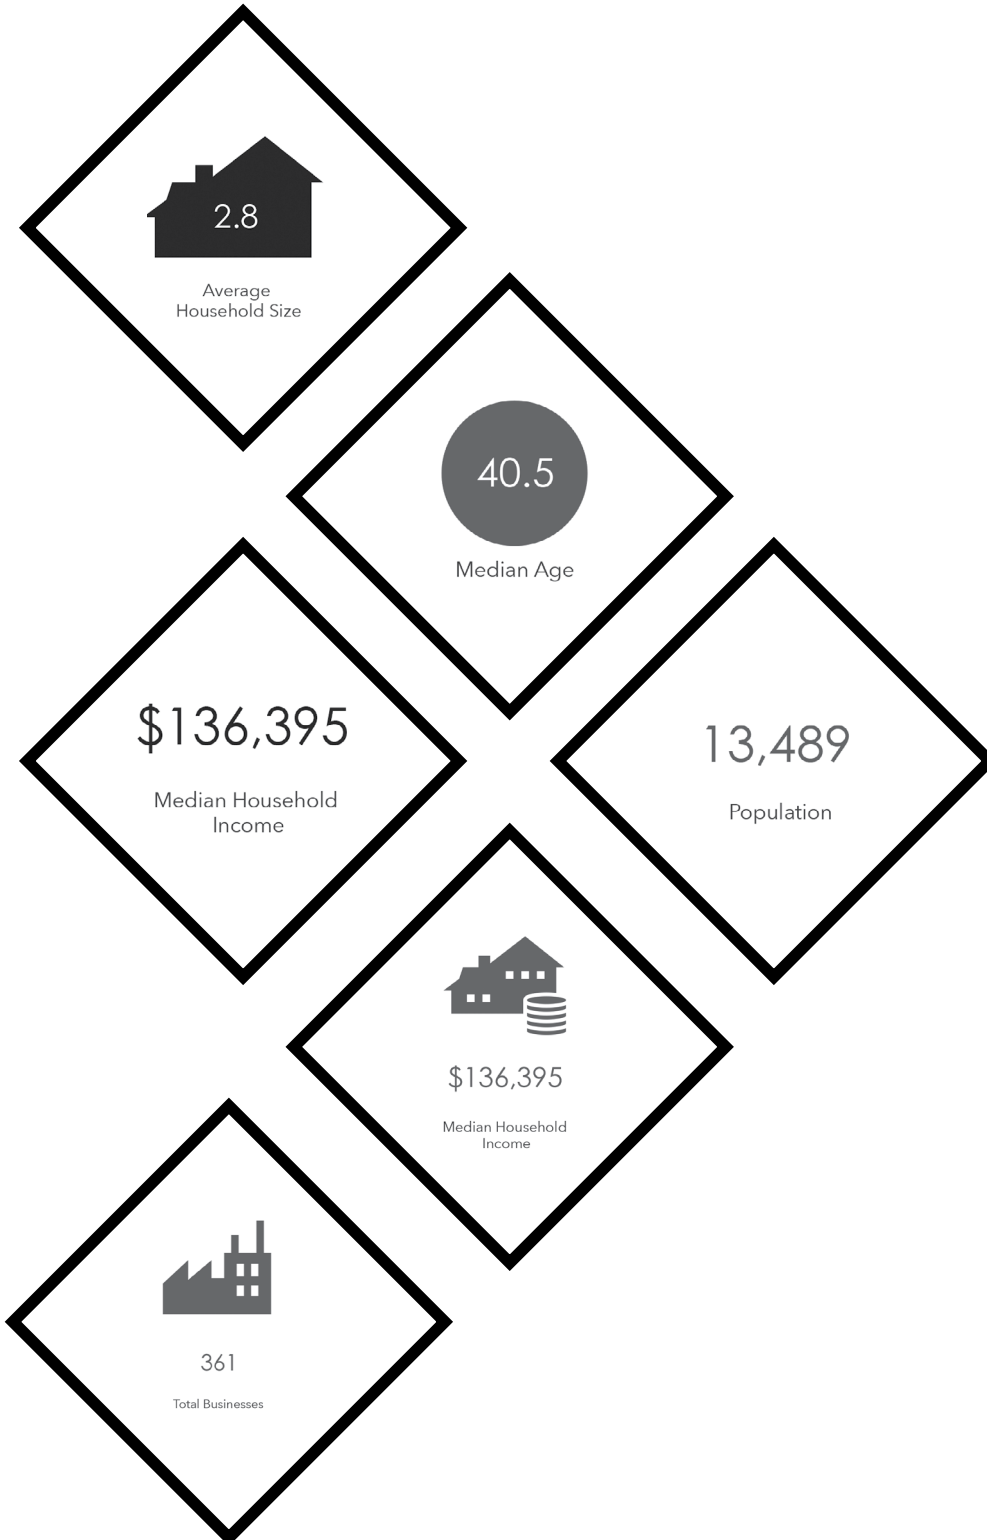 2.8
Average
Household Size
40.5
Median Age
$136,395
Median Household
Income
13,489
Population
$136,395
Median Household
Income
361
Total Businesses